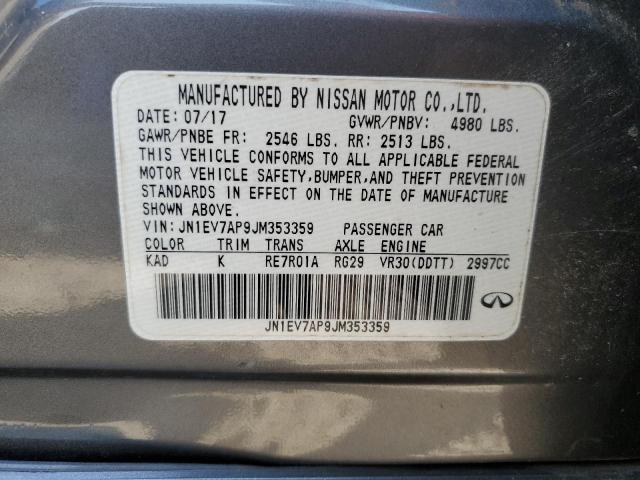 MANUFACTURED BY NISSAN MOTOR CO.,LTD.
DATE: 07/17 GVWR/PNBV: 4980 LBS.
GAWR/PNBE FR: 2546 LBS. RR: 2513 LBS.
THIS VEHICLE CONFORMS TO ALL APPLICABLE FEDERAL
MOTOR VEHICLE SAFETY,BUMPER,AND THEFT PREVENTION
STANDARDS IN EFFECT ON THE DATE OF MANUFACTURE
SHOWN ABOVE.
VIN:JN1EV7AP9JM353359 PASSENGER CAR
COLOR TRIM TRANS AXLE ENGINE
KAD K RE7R01A RG29 VR30(DDTT) 2997CC
JN1EV7AP9JM353359